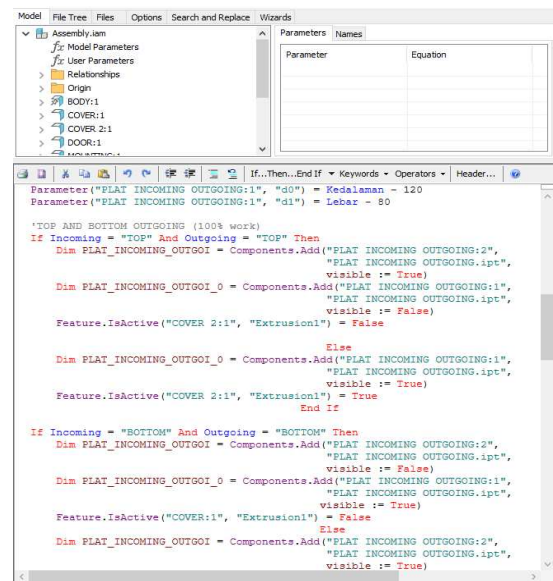 Model File Tree Files Options Search and Replace Wizards
Assembly.iam
fx Model Parameters
fx User Parameters
Relationships
Origin
BODY:1
COVER:1
COVER 2:1
DOOR:1
MOUNTING:1
Parameters Names
Parameter Equation
If...Then...End If Keywords Operators Header...
Parameter("PLAT INCOMING OUTGOING:1", "d0") = Kedalaman - 120
Parameter("PLAT INCOMING OUTGOING:1", "d1") = Lebar - 80
'TOP AND BOTTOM OUTGOING (100% work)
If Incoming = "TOP" And Outgoing = "TOP" Then
Dim PLAT_INCOMING_OUTGOI = Components.Add("PLAT INCOMING OUTGOING:2",
"PLAT INCOMING OUTGOING.ipt",
visible := True)
Dim PLAT_INCOMING_OUTGOI_0 = Components.Add("PLAT INCOMING OUTGOING:1",
"PLAT INCOMING OUTGOING.ipt",
visible := False)
Feature.IsActive("COVER 2:1", "Extrusion1") = False
Else
Dim PLAT_INCOMING_OUTGOI_0 = Components.Add("PLAT INCOMING OUTGOING:1",
"PLAT INCOMING OUTGOING.ipt",
visible := True)
Feature.IsActive("COVER 2:1", "Extrusion1") = True
End If
If Incoming = "BOTTOM" And Outgoing = "BOTTOM" Then
Dim PLAT_INCOMING_OUTGOI = Components.Add("PLAT INCOMING OUTGOING:2",
"PLAT INCOMING OUTGOING.ipt",
visible := False)
Dim PLAT_INCOMING_OUTGOI_0 = Components.Add("PLAT INCOMING OUTGOING:1",
"PLAT INCOMING OUTGOING.ipt",
visible := True)
Feature.IsActive("COVER:1", "Extrusion1") = False
Else
Dim PLAT_INCOMING_OUTGOI = Components.Add("PLAT INCOMING OUTGOING:2",
"PLAT INCOMING OUTGOING.ipt",
visible := True)